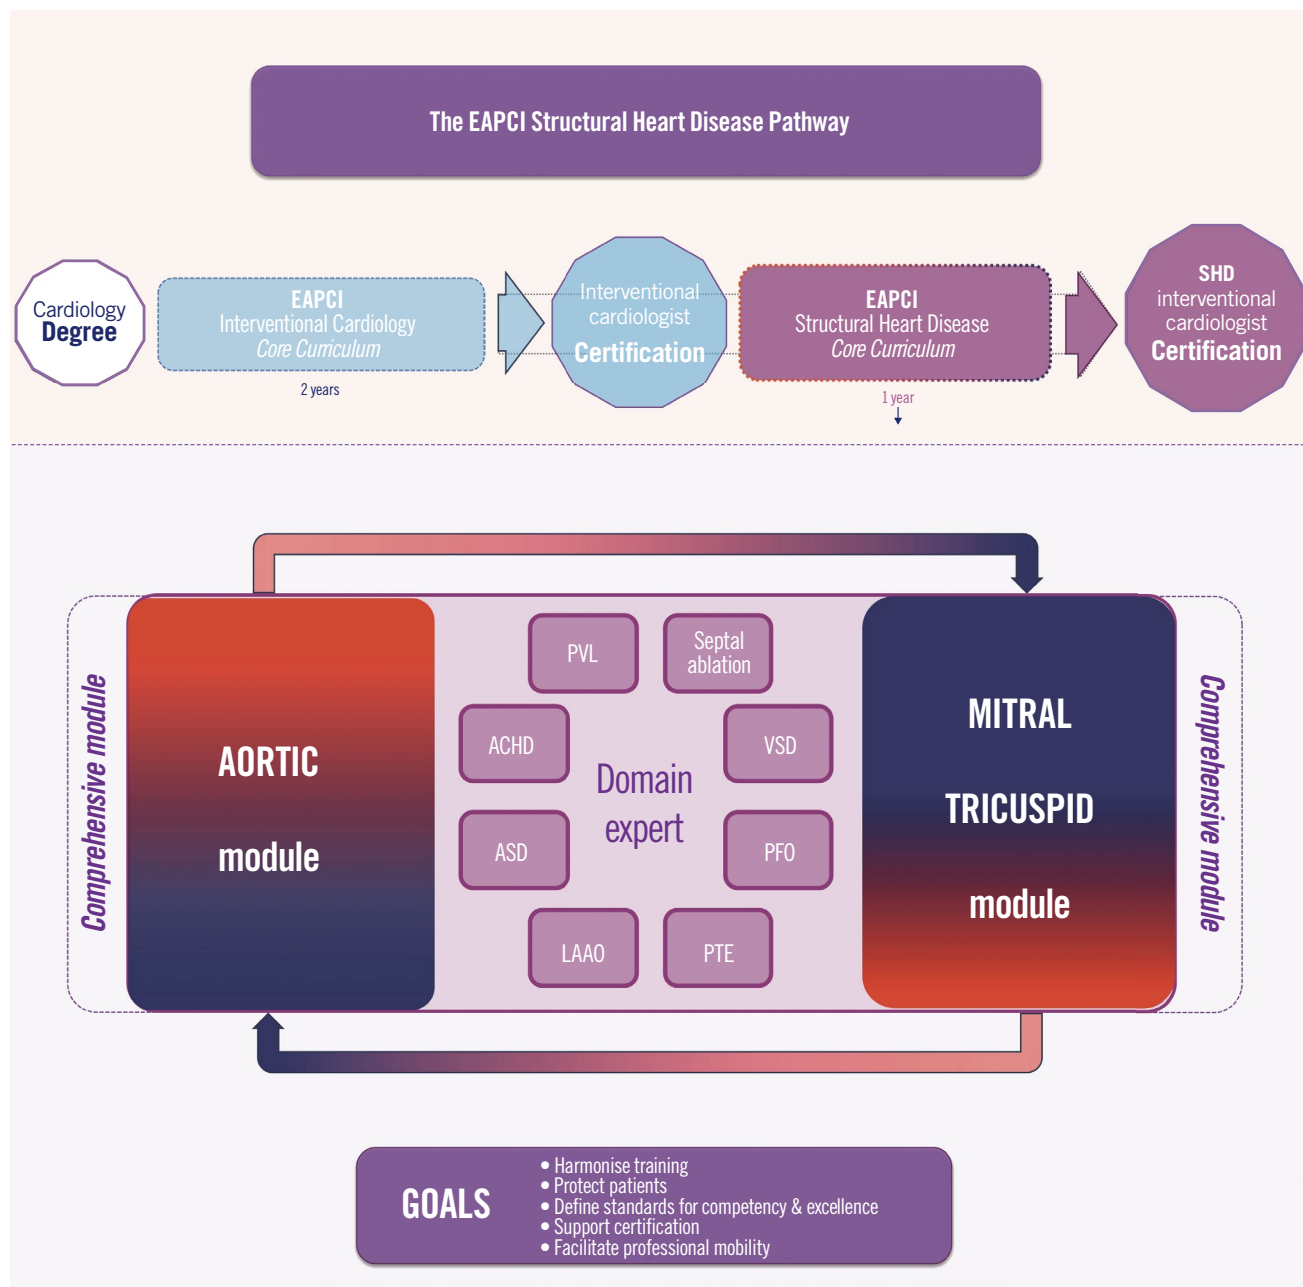 The EAPCI Structural Heart Disease Pathway
Cardiology
Degree
EAPCI
Interventional Cardiology
Core Curriculum
2 years
Interventional
cardiologist
Certification
EAPCI
Structural Heart Disease
Core Curriculum
1 year
SHD
interventional
cardiologist
Certification
Comprehensive module
AORTIC
module
PVL
Septal
ablation
ACHD
VSD
Domain
expert
ASD
PFO
LAAO
PTE
MITRAL
TRICUSPID
module
Comprehensive module
GOALS
• Harmonise training
• Protect patients
• Define standards for competency & excellence
• Support certification
• Facilitate professional mobility